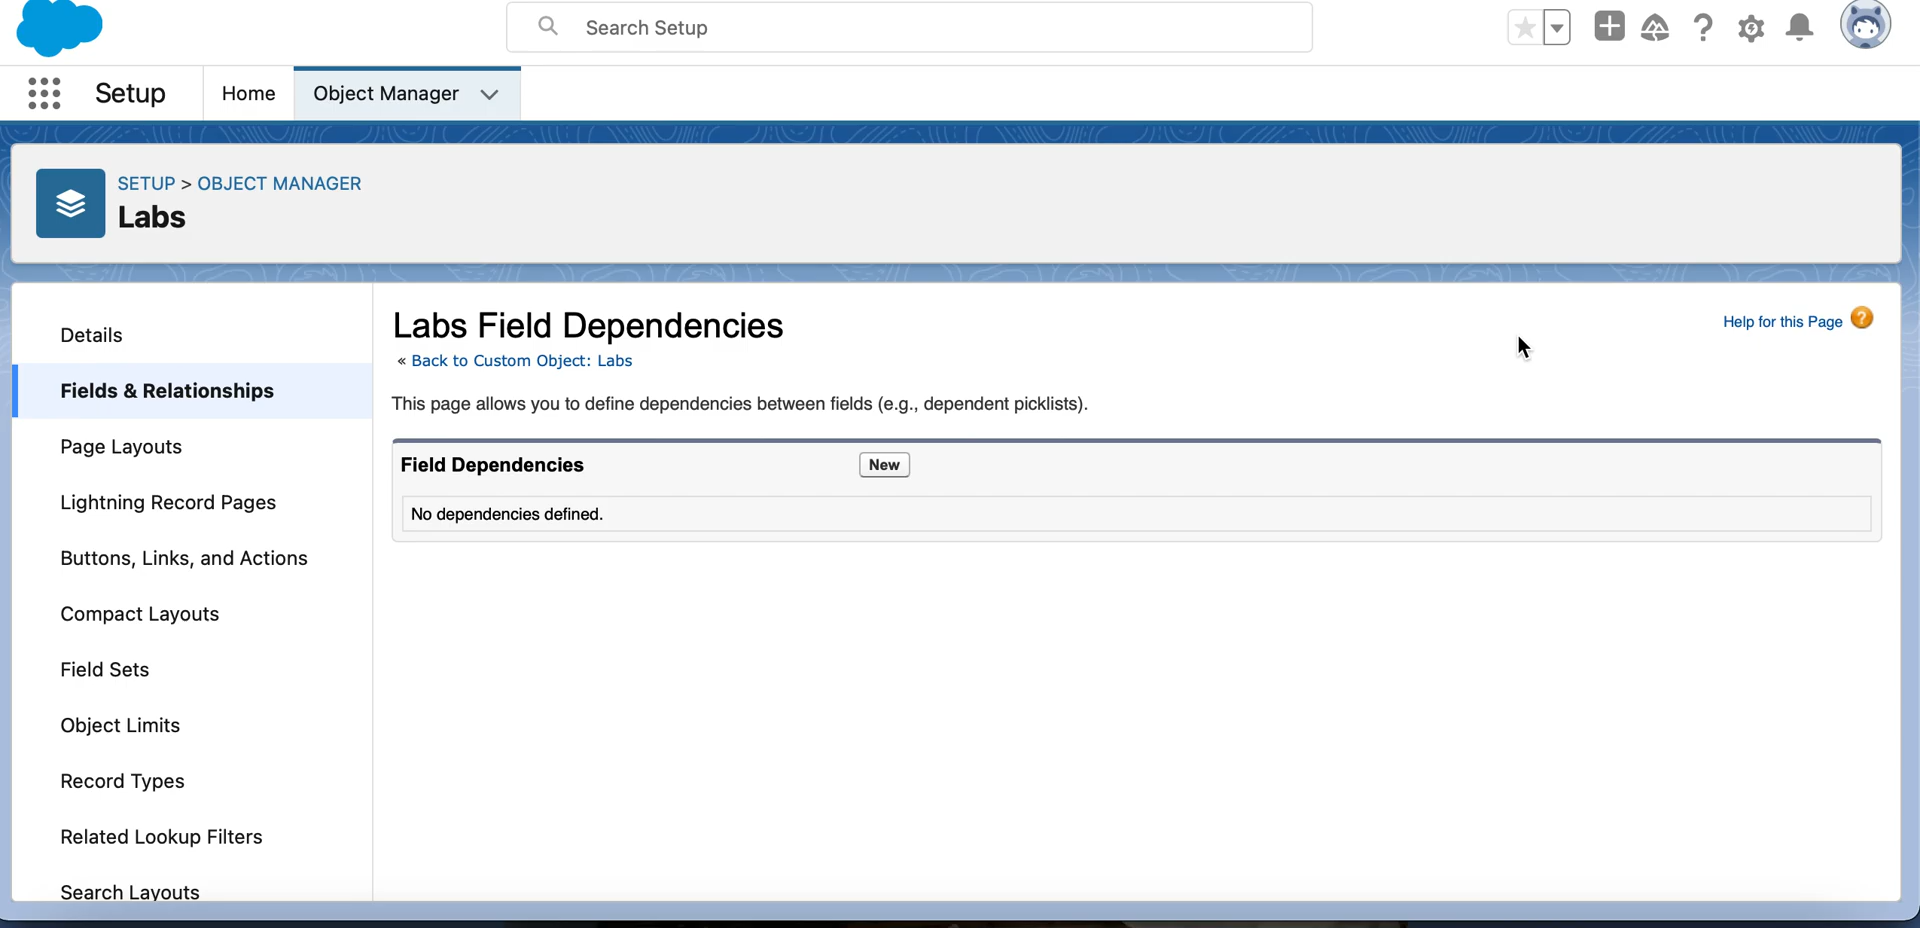 Search Setup
Setup
Home
Object Manager
SETUP > OBJECT MANAGER
Labs
Details
Fields & Relationships
Page Layouts
Lightning Record Pages
Buttons, Links, and Actions
Compact Layouts
Field Sets
Object Limits
Record Types
Related Lookup Filters
Search Layouts
Labs Field Dependencies
Help for this Page ?
« Back to Custom Object: Labs
This page allows you to define dependencies between fields (e.g., dependent picklists).
Field Dependencies
New
No dependencies defined.